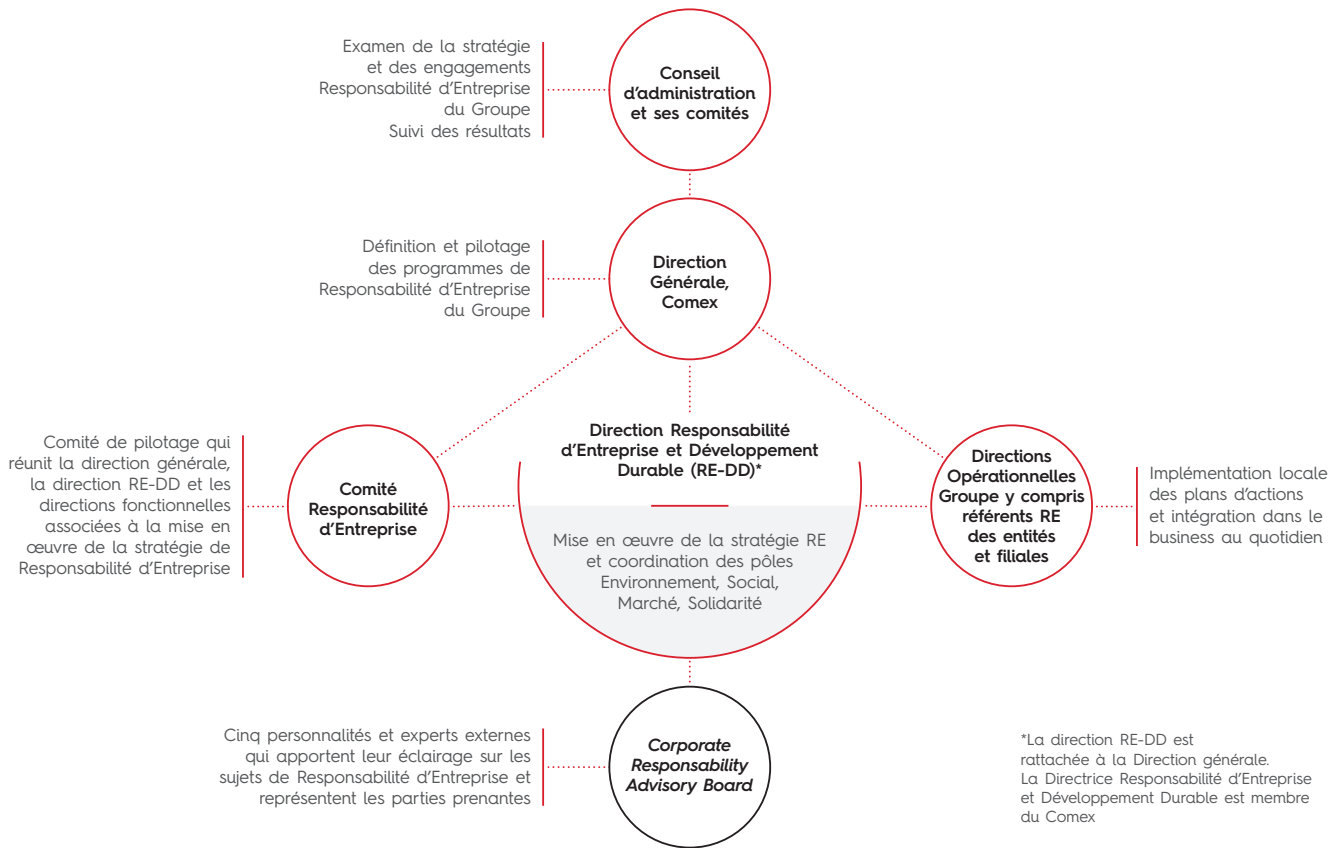 Examen de la stratégie
et des engagements
Responsabilité d'Entreprise
du Groupe
Suivi des résultats
Conseil
d'administration
et ses comités
Définition et pilotage
des programmes de
Responsabilité d'Entreprise
du Groupe
Direction
Générale,
Comex
Comité de pilotage qui
réunit la direction générale,
la direction RE-DD et les
directions fonctionnelles
associées à la mise en
œuvre de la stratégie de
Responsabilité d'Entreprise
Comité
Responsabilité
d'Entreprise
Direction Responsabilité
d'Entreprise et Développement
Durable (RE-DD)*
Mise en œuvre de la stratégie RE
et coordination des pôles
Environnement, Social,
Marché, Solidarité
Directions
Opérationnelles
Groupe y compris
référents RE
des entités
et filiales
Implémentation locale
des plans d'actions
et intégration dans le
business au quotidien
Cinq personnalités et experts externes
qui apportent leur éclairage sur les
sujets de Responsabilité d'Entreprise et
représentent les parties prenantes
Corporate
Responsability
Advisory Board
*La direction RE-DD est
rattachée à la Direction générale.
La Directrice Responsabilité d'Entreprise
et Développement Durable est membre
du Comex